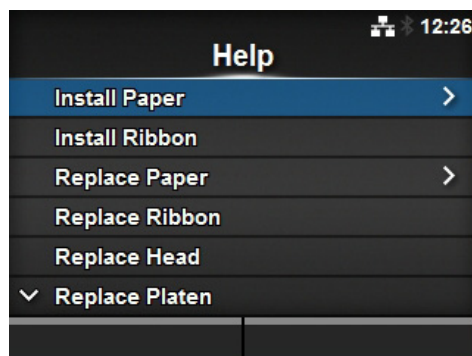 12:26
Help
Install Paper
Install Ribbon
Replace Paper
Replace Ribbon
Replace Head
Replace Platen